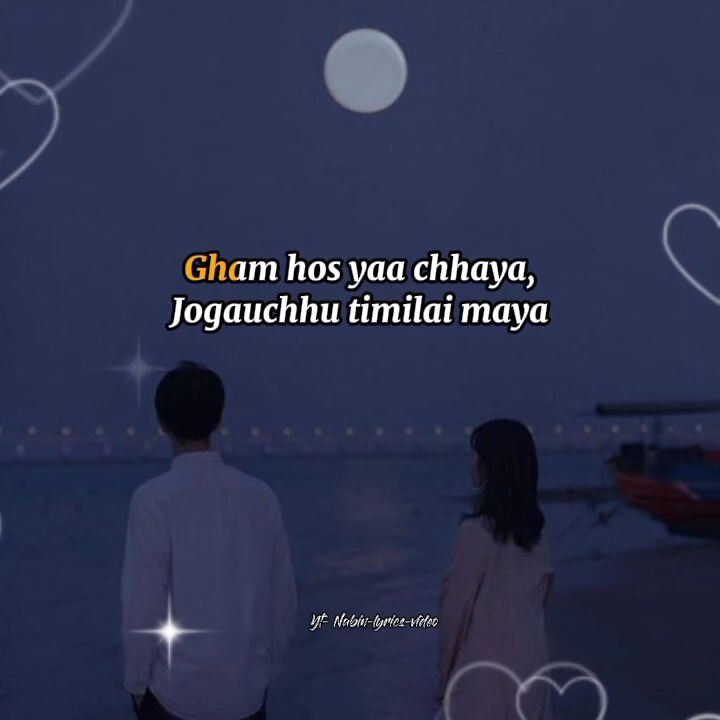 Gham hos yaa chhaya,
Jogauchhu timilai maya
Yt- Nabin-lyrics-video